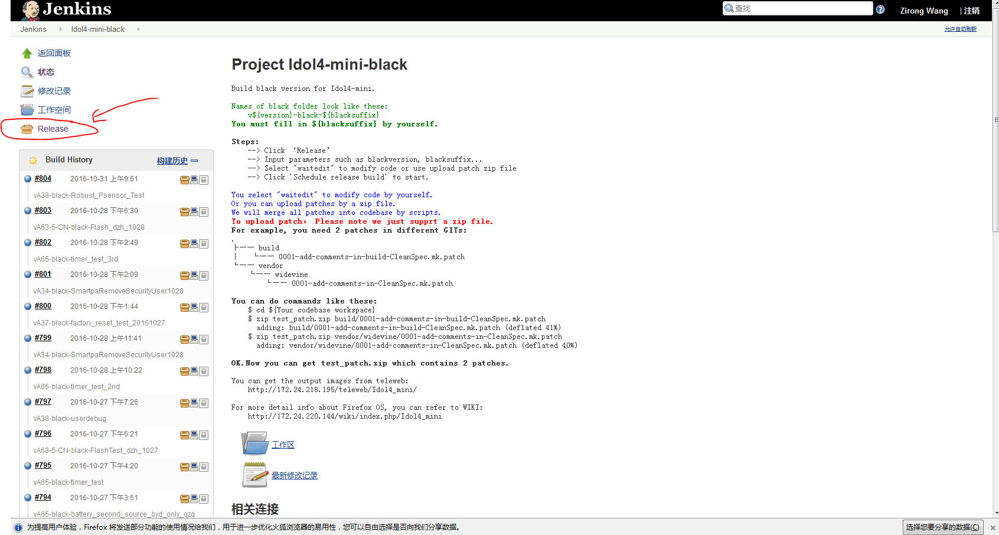 Jenkins
查找
Zirong Wang | 注销
Jenkins Idol4-mini-black
允许自动刷新
返回面板
状态
修改记录
工作空间
Release
Build History 构建历史
#804 2016-10-31 上午9:51
vA38-black-Robust_Psensor_Test
#803 2016-10-28 下午6:30
vA63-5-CN-black-Flash_dzh_1028
#802 2016-10-28 下午2:49
vA65-black-timer_test_3rd
#801 2016-10-28 下午2:09
vA34-black-SmartpaRemoveSecurityUser1028
#800 2016-10-28 下午1:44
vA37-black-factory_reset_test_20161027
#799 2016-10-28 上午11:41
vA34-black-SmartpaRemoveSecurityUser1028
#798 2016-10-28 上午10:22
vA65-black-timer_test_2nd
#797 2016-10-27 下午7:26
vA38-black-userdebug
#796 2016-10-27 下午6:21
vA63-5-CN-black-FlashTest_dzh_1027
#795 2016-10-27 下午4:20
vA65-black-timer_test
#794 2016-10-27 下午3:51
vA65-black-battery_second_source_byd_only_qzq
Project Idol4-mini-black
Build black version for Idol4-mini.
Names of black folder look like these:
v${version}-black-${blacksuffix}
You must fill in ${blacksuffix} by yourself.
Steps:
--> Click ‘Release’
--> Input parameters such as blackversion, blacksuffix...
--> Select "waitedit" to modify code or use upload patch zip file
--> Click 'Schedule release build' to start.
You select "waitedit" to modify code by yourself.
Or you can upload patches by a zip file.
We will merge all patches into codebase by scripts.
To upload patch， Please note we just supprt a zip file.
For example, you need 2 patches in different GITs:
.
├── build
│   └── 0001-add-comments-in-build-CleanSpec.mk.patch
└── vendor
└── widevine
└── 0001-add-comments-in-CleanSpec.mk.patch
You can do commands like these:
$ cd ${Your codebase workspace}
$ zip test_patch.zip build/0001-add-comments-in-build-CleanSpec.mk.patch
adding: build/0001-add-comments-in-build-CleanSpec.mk.patch (deflated 41%)
$ zip test_patch.zip vendor/widevine/0001-add-comments-in-CleanSpec.mk.patch
adding: vendor/widevine/0001-add-comments-in-CleanSpec.mk.patch (deflated 40%)
OK.Now you can get test_patch.zip which contains 2 patches.
You can get the output images from teleweb:
http://172.24.218.195/teleweb/Idol4_mini/
For more detail info about Firefox OS, you can refer to WIKI:
http://172.24.220.144/wiki/index.php/Idol4_mini
工作区
最新修改记录
相关连接
为提高用户体验，Firefox 将发送部分功能的使用情况给我们，用于进一步优化火狐浏览器的易用性，您可以自由选择是否向我们分享数据。
选择您要分享的数据(C)